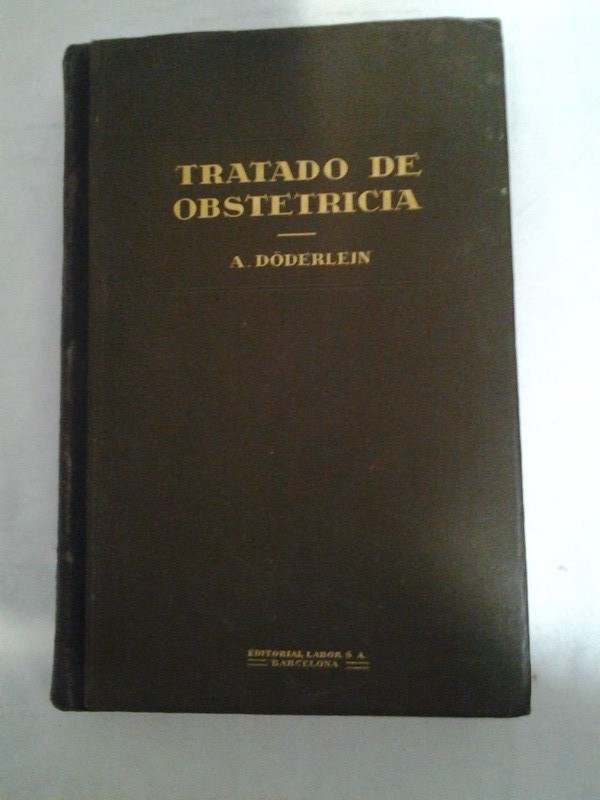 TRATADO DE
OBSTETRICIA
A. DÖDERLEIN
EDITORIAL LABOR S A.
BARCELONA